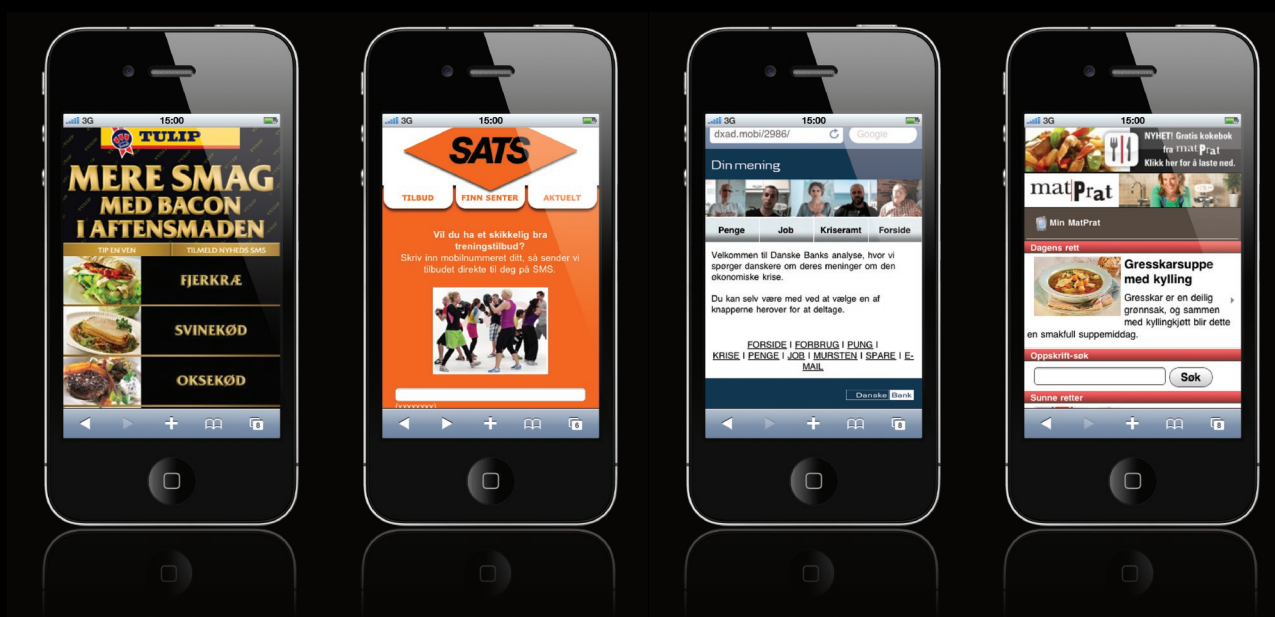 3G 15:00
TULIP
MERE SMAG
MED BACON
I AFTENSMADEN
TIP EN VEN TILMELD NYHEDS SMS
FJERKRÆ
SVINEKØD
OKSEKØD
8
3G 15:00
SATS
TILBUD FINN SENTER AKTUELT
Vil du ha et skikkelig bra
treningstilbud?
Skriv inn mobilnummeret ditt, så sender vi
tilbudet direkte til deg på SMS.
(xxxxxxxx)
6
3G 15:00
dxad.mobi/2986/ Google
Din mening
Penge Job Kriseramt Forside
Velkommen til Danske Banks analyse, hvor vi
spørger danskere om deres meninger om den
økonomiske krise.
Du kan selv være med ved at vælge en af
knapperne herover for at deltage.
FORSIDE I FORBRUG I PUNG I
KRISE I PENGE I JOB I MURSTEN I SPARE I E-
MAIL
Danske Bank
8
3G 15:00
NYHET! Gratis kokebok
fra matPrat
Klikk her for å laste ned.
matPrat
Min MatPrat
Dagens rett
Gresskarsuppe
med kylling
Gresskar er en deilig
grønnsak, og sammen
med kyllingkjøtt blir dette
en smakfull suppemiddag.
Oppskrift-søk
Søk
Sunne retter
8